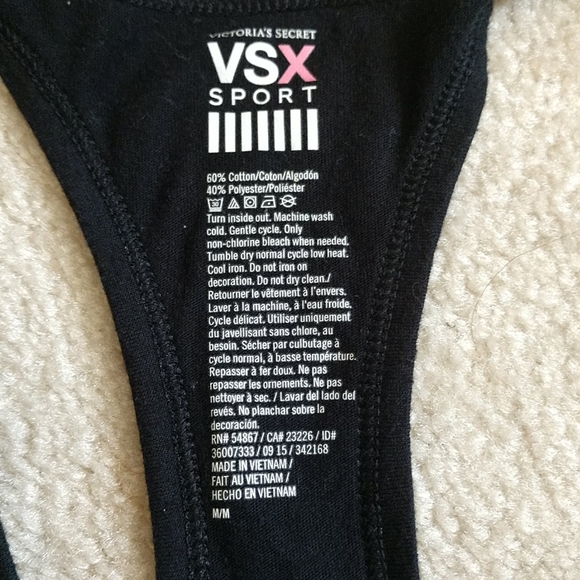 VICTORIA'S SECRET
VSX
SPORT
60% Cotton/Coton/Algodón
40% Polyester/Poliéster
30
Turn inside out. Machine wash
cold. Gentle cycle. Only
non-chlorine bleach when needed.
Tumble dry normal cycle low heat.
Cool iron. Do not iron on
decoration. Do not dry clean./
Retourner le vêtement à l'envers.
Laver à la machine, à l'eau froide.
Cycle délicat. Utiliser uniquement
du javellisant sans chlore, au
besoin. Sécher par culbutage à
cycle normal, à basse température.
Repasser à fer doux. Ne pas
repasser les ornements. Ne pas
nettoyer à sec. / Lavar del lado del
revés. No planchar sobre la
decoración.
RN# 54867 / CA# 23226 / ID#
36007333 / 09 15 / 342168
MADE IN VIETNAM /
FAIT AU VIETNAM /
HECHO EN VIETNAM
M/M